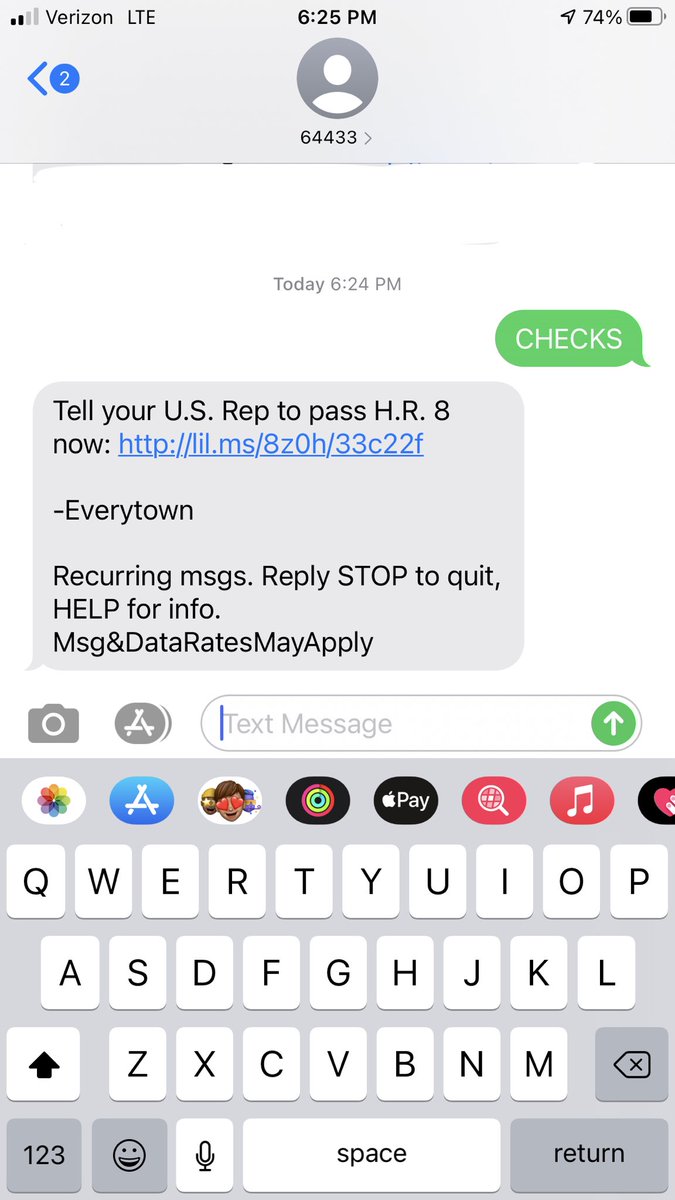 Verizon LTE 6:25 PM 74%
2
64433
Today 6:24 PM
CHECKS
Tell your U.S. Rep to pass H.R. 8
now: http://lil.ms/8z0h/33c22f
-Everytown
Recurring msgs. Reply STOP to quit,
HELP for info.
Msg&DataRatesMayApply
Text Message
Pay
Q W E R T Y U I O P
A S D F G H J K L
Z X C V B N M
123 space return